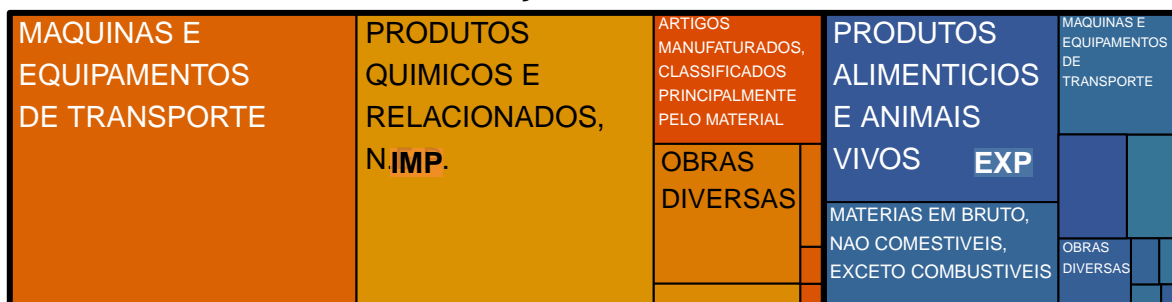 MAQUINAS E
EQUIPAMENTOS
DE TRANSPORTE
PRODUTOS
QUIMICOS E
RELACIONADOS,
N.
IMP.
ARTIGOS
MANUFATURADOS,
CLASSIFICADOS
PRINCIPALMENTE
PELO MATERIAL
OBRAS
DIVERSAS
PRODUTOS
ALIMENTICIOS
E ANIMAIS
VIVOS
EXP
MATERIAS EM BRUTO,
NAO COMESTIVEIS,
EXCETO COMBUSTIVEIS
MAQUINAS E
EQUIPAMENTOS
DE
TRANSPORTE
OBRAS
DIVERSAS